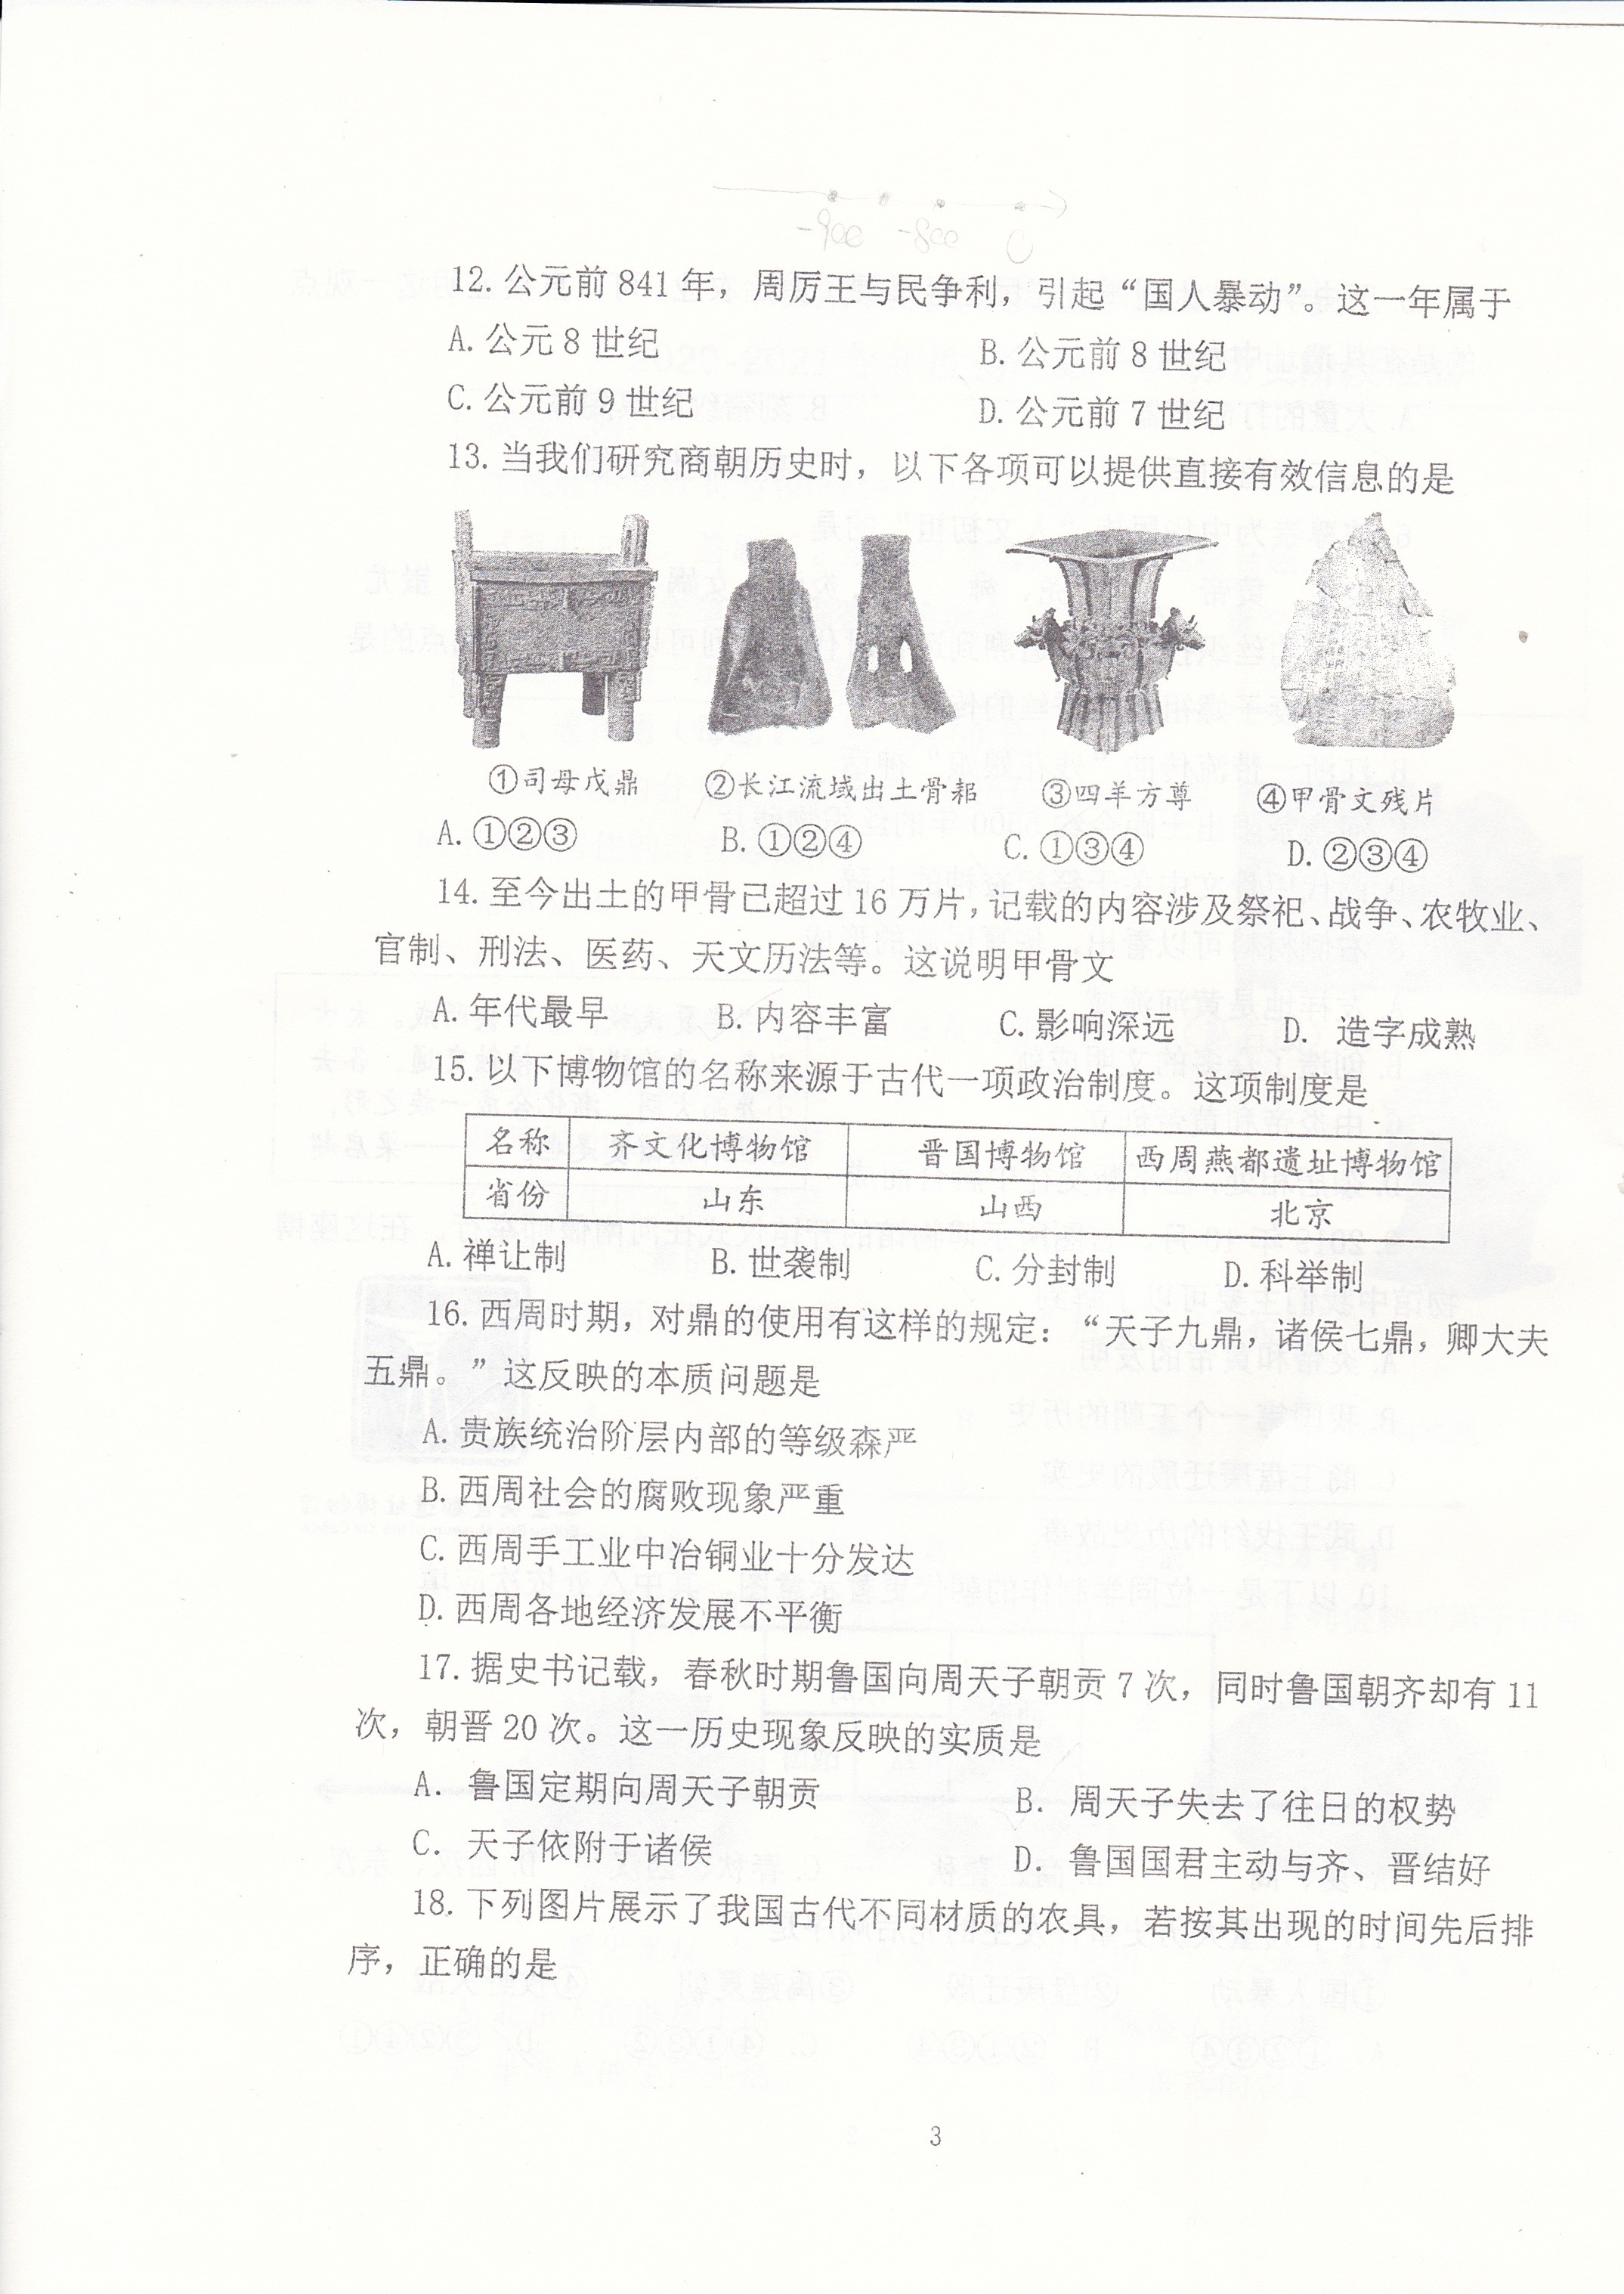 -900 -800 0
12. 公元前 841 年，周厉王与民争利，引起“国人暴动”。这一年属于
A. 公元 8 世纪 B. 公元前 8 世纪
C. 公元前 9 世纪 D. 公元前 7 世纪
13. 当我们研究商朝历史时，以下各项可以提供直接有效信息的是
①司母戊鼎 ②长江流域出土骨耜 ③四羊方尊 ④甲骨文残片
A. ①②③ B. ①②④ C. ①③④ D. ②③④
14. 至今出土的甲骨已超过 16 万片，记载的内容涉及祭祀、战争、农牧业、
官制、刑法、医药、天文历法等。这说明甲骨文
A. 年代最早 B. 内容丰富 C. 影响深远 D. 造字成熟
15. 以下博物馆的名称来源于古代一项政治制度。这项制度是
名称 齐文化博物馆 晋国博物馆 西周燕都遗址博物馆
省份 山东 山西 北京
A. 禅让制 B. 世袭制 C. 分封制 D. 科举制
16. 西周时期，对鼎的使用有这样的规定：“天子九鼎，诸侯七鼎，卿大夫
五鼎。”这反映的本质问题是
A. 贵族统治阶层内部的等级森严
B. 西周社会的腐败现象严重
C. 西周手工业中冶铜业十分发达
D. 西周各地经济发展不平衡
17. 据史书记载，春秋时期鲁国向周天子朝贡 7 次，同时鲁国朝齐却有 11
次，朝晋 20 次。这一历史现象反映的实质是
A. 鲁国定期向周天子朝贡 B. 周天子失去了往日的权势
C. 天子依附于诸侯 D. 鲁国国君主动与齐、晋结好
18. 下列图片展示了我国古代不同材质的农具，若按其出现的时间先后排
序，正确的是
3